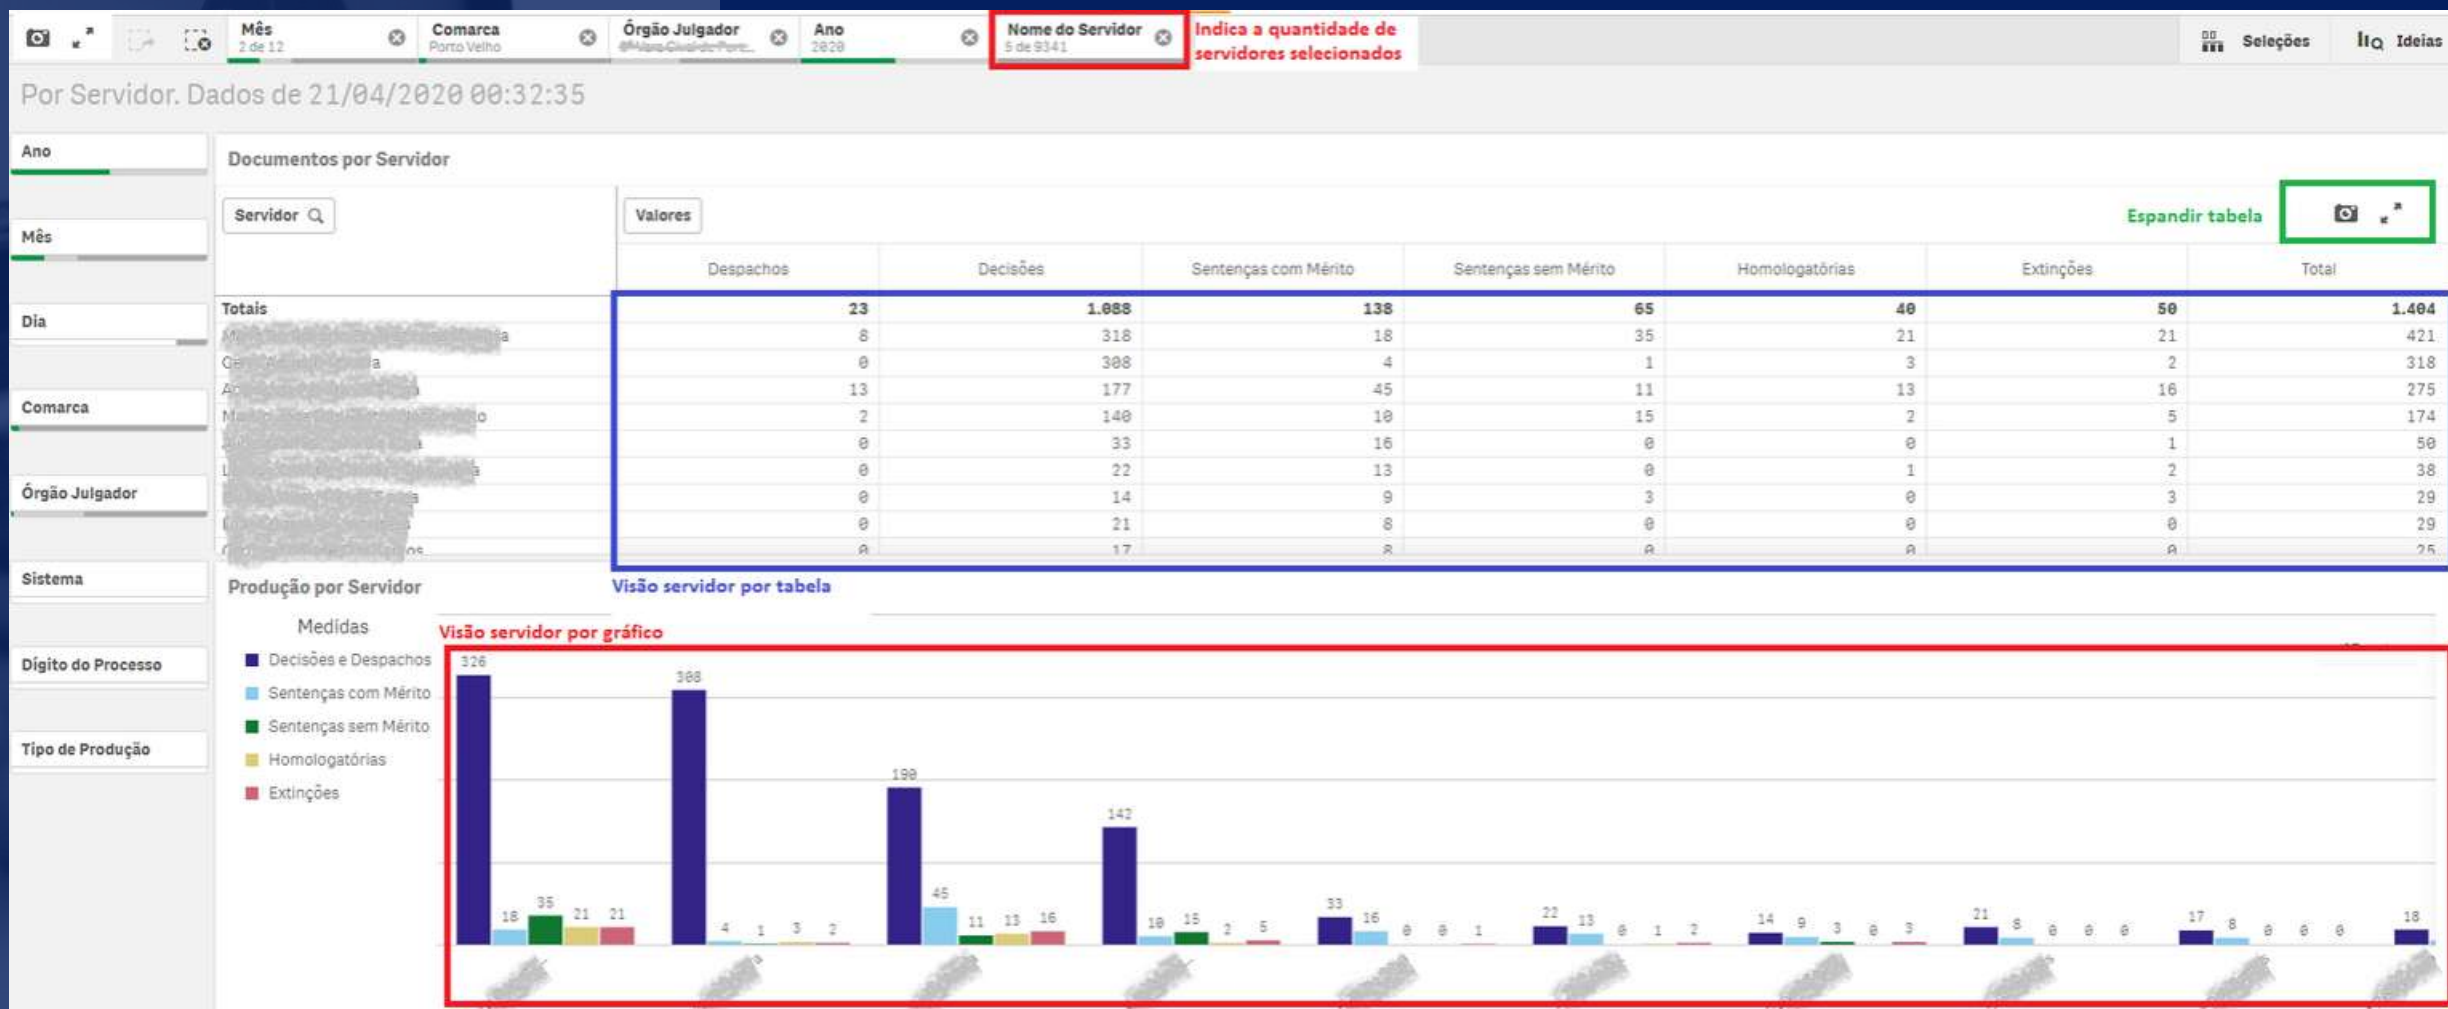 Mês
2 de 12
Comarca
Porto Velho
Órgão Julgador
Ano
2020
Nome do Servidor
5 de 9341
Indica a quantidade de
servidores selecionados
Seleções
Ideias
Por Servidor. Dados de 21/04/2020 00:32:35
Ano
Mês
Dia
Comarca
Órgão Julgador
Sistema
Dígito do Processo
Tipo de Produção
Documentos por Servidor
Servidor
Valores
Espandir tabela
Despachos Decisões Sentenças com Mérito Sentenças sem Mérito Homologatórias Extinções Total
Totais 23 1.088 138 65 40 50 1.404
8 318 18 35 21 21 421
0 308 4 1 3 2 318
13 177 45 11 13 16 275
2 140 10 15 2 5 174
0 33 16 0 0 1 50
0 22 13 0 1 2 38
0 14 9 3 0 3 29
0 21 8 0 0 0 29
0 17 8 0 0 0 25
Produção por Servidor
Visão servidor por tabela
Medidas
Decisões e Despachos
Sentenças com Mérito
Sentenças sem Mérito
Homologatórias
Extinções
Visão servidor por gráfico
326 18 35 21 21
308 4 1 3 2
190 45 11 13 16
142 10 15 2 5
33 16 0 0 1
22 13 0 1 2
14 9 3 0 3
21 8 0 0 0
17 8 0 0 0
18